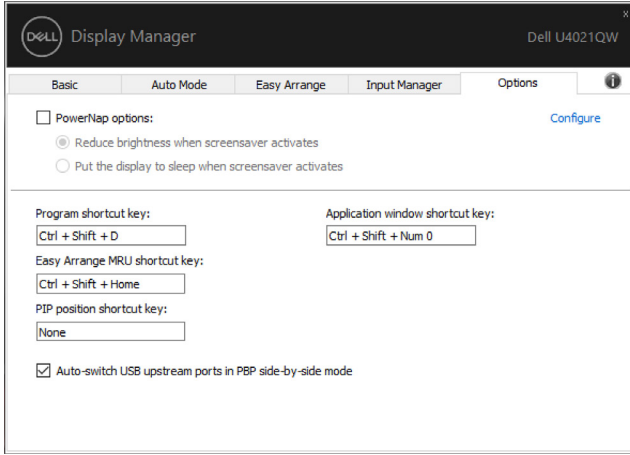 x
DELL Display Manager
Dell U4021QW
Basic Auto Mode Easy Arrange Input Manager Options
PowerNap options:
Configure
Reduce brightness when screensaver activates
Put the display to sleep when screensaver activates
Program shortcut key:
Application window shortcut key:
Ctrl + Shift + D
Ctrl + Shift + Num 0
Easy Arrange MRU shortcut key:
Ctrl + Shift + Home
PIP position shortcut key:
None
Auto-switch USB upstream ports in PBP side-by-side mode